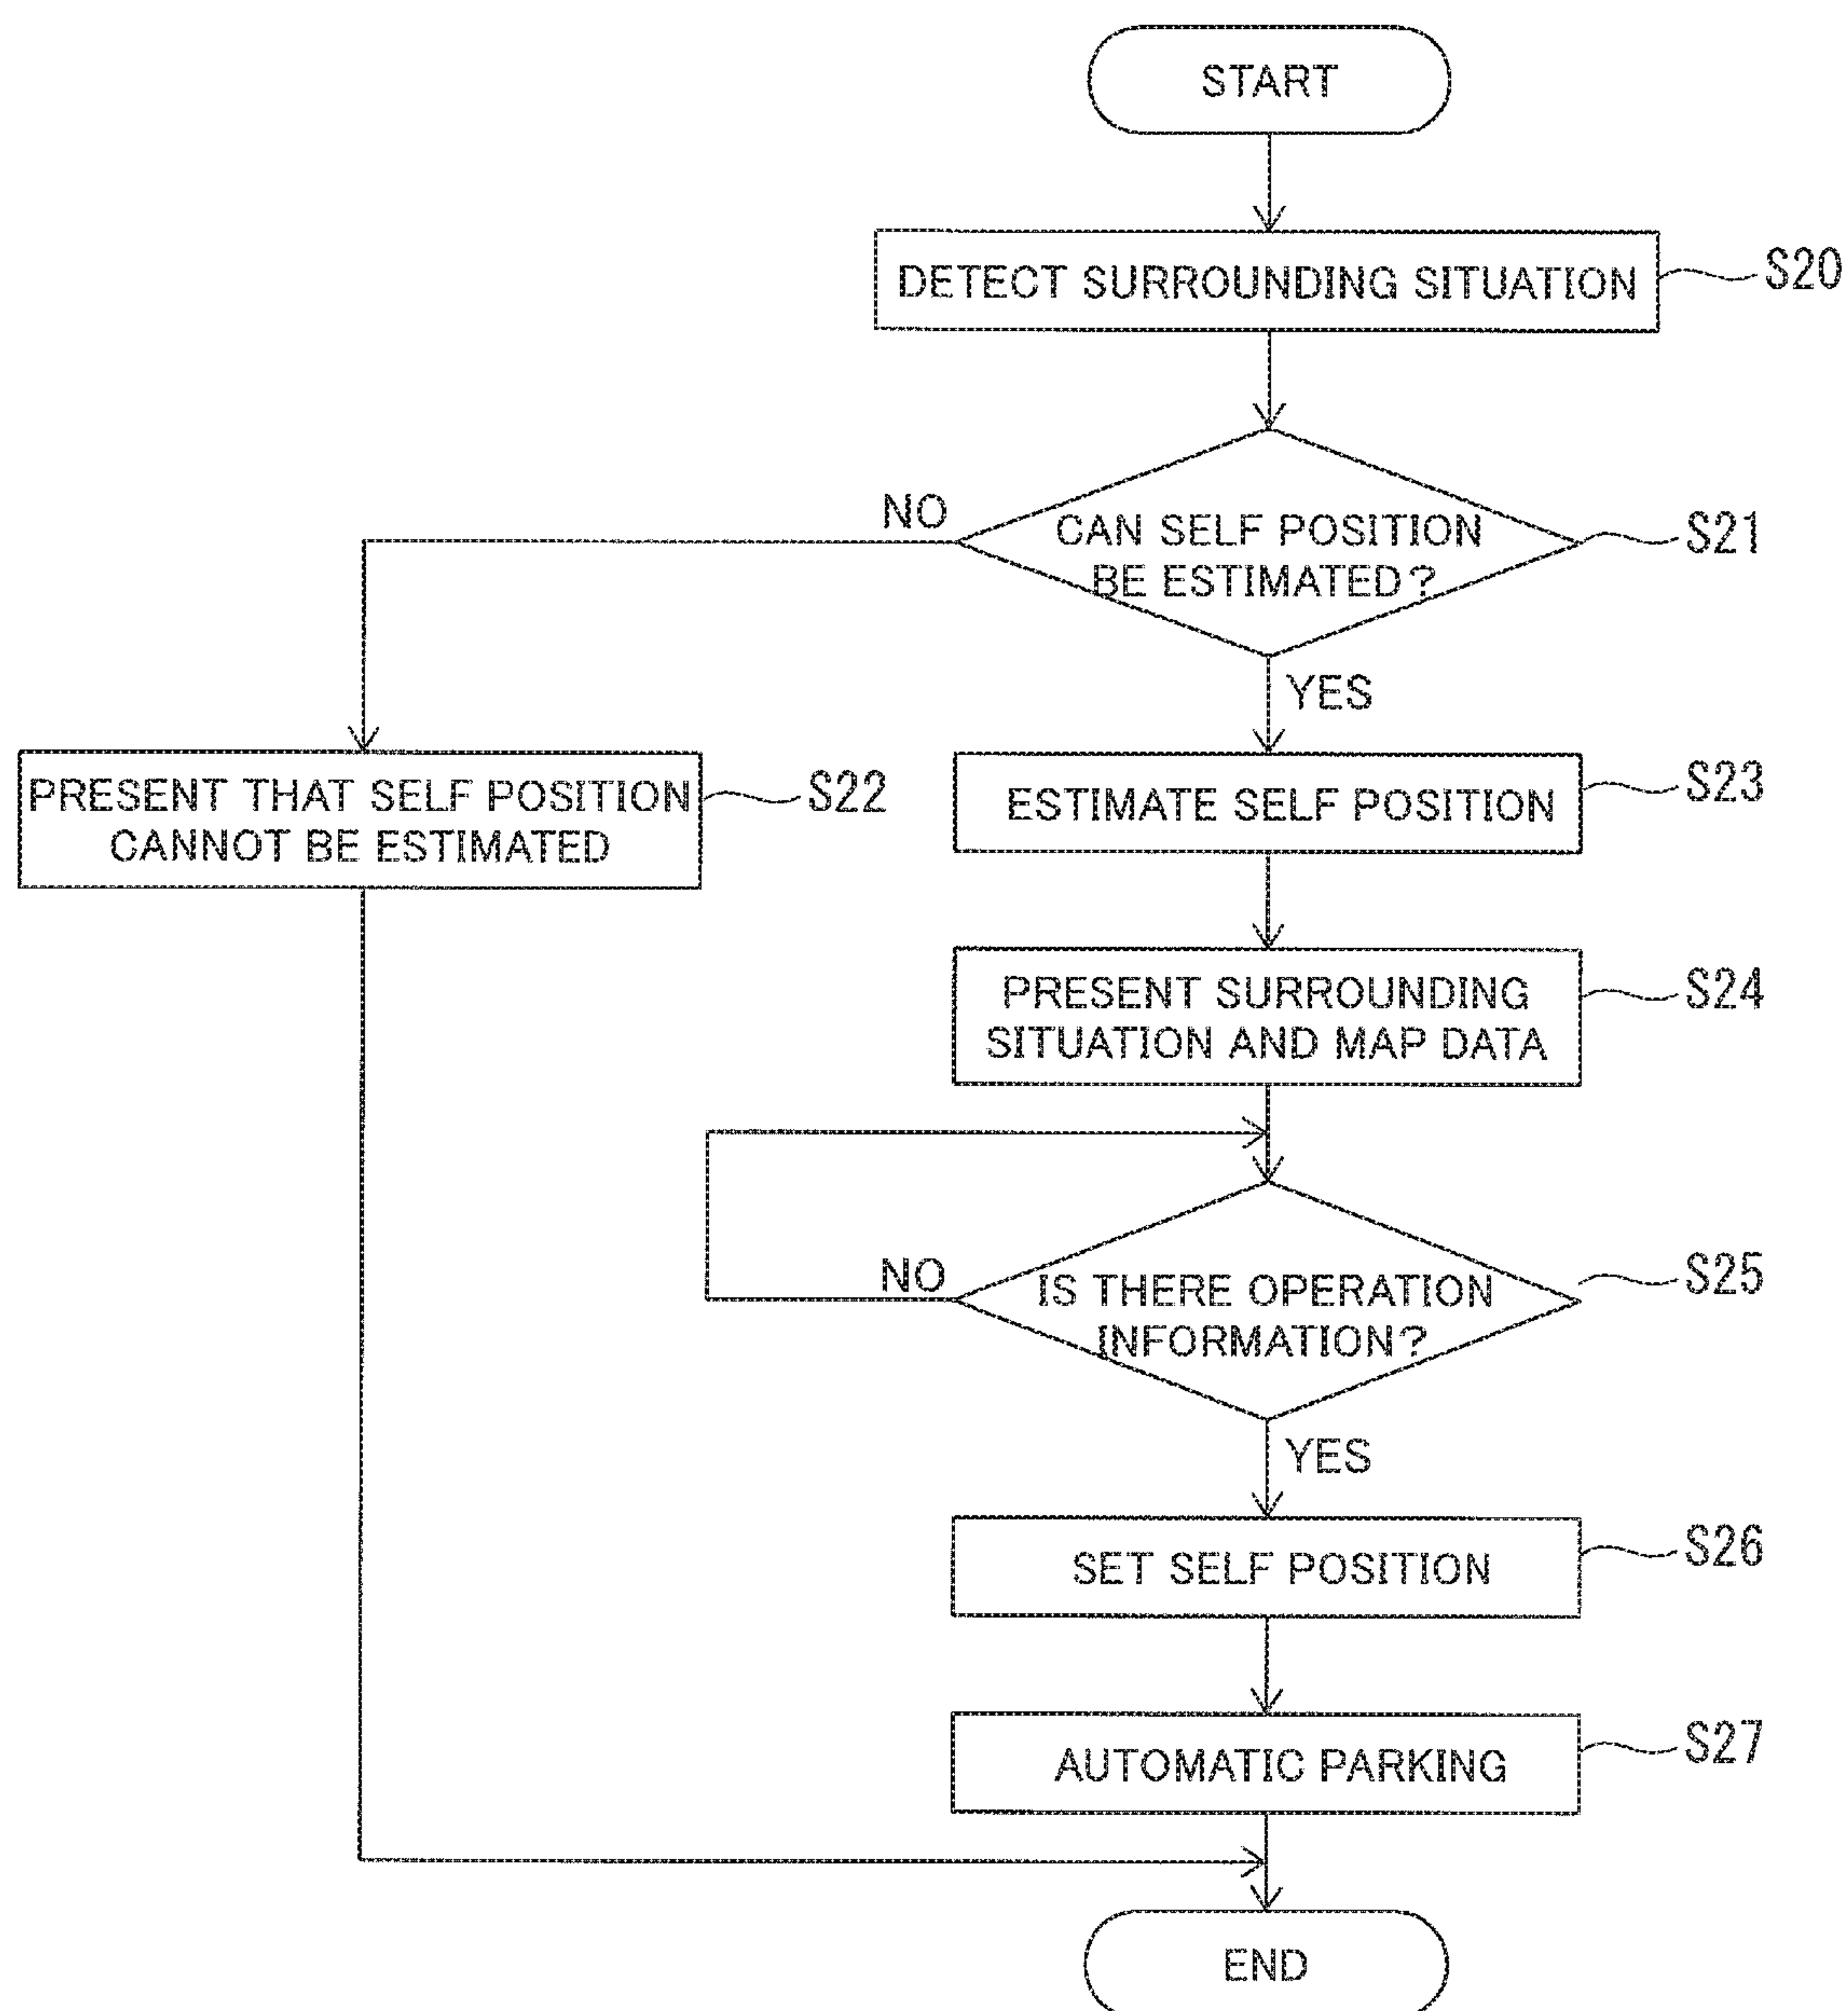 START
DETECT SURROUNDING SITUATION
S20
NO
CAN SELF POSITION
BE ESTIMATED?
S21
YES
PRESENT THAT SELF POSITION
CANNOT BE ESTIMATED
S22
ESTIMATE SELF POSITION
S23
PRESENT SURROUNDING
SITUATION AND MAP DATA
S24
NO
IS THERE OPERATION
INFORMATION?
S25
YES
SET SELF POSITION
S26
AUTOMATIC PARKING
S27
END